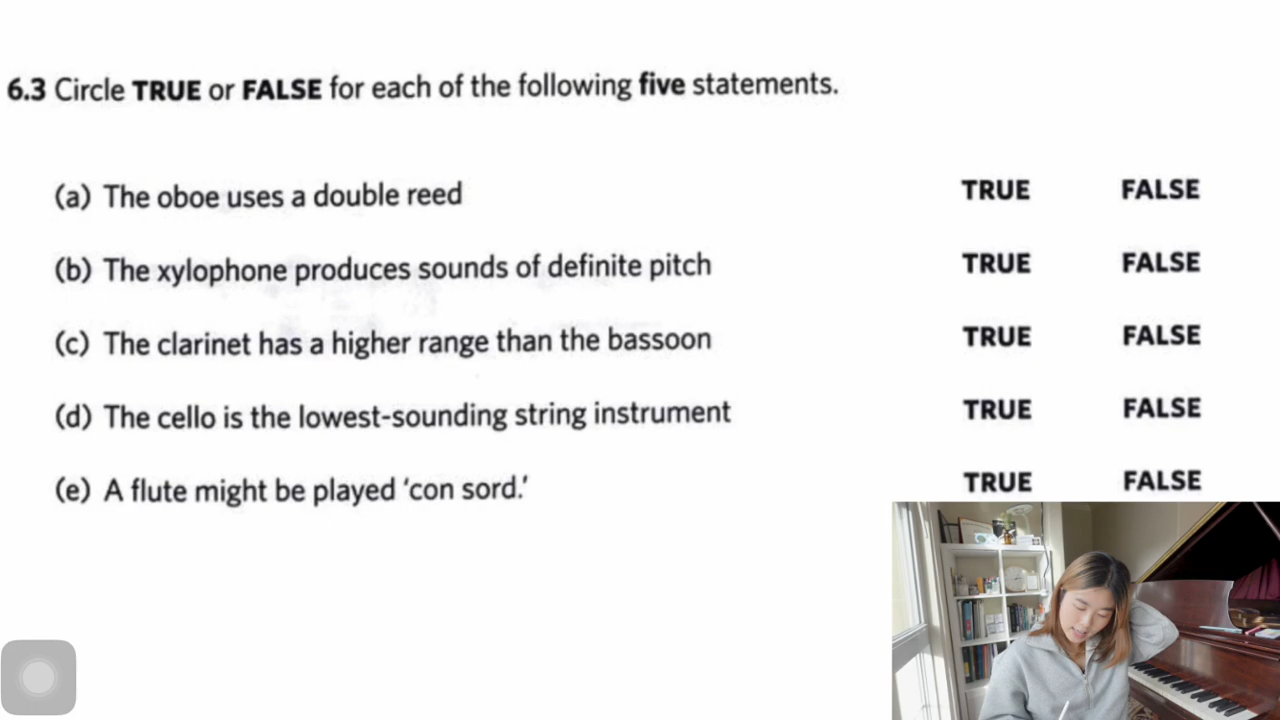 6.3 Circle TRUE or FALSE for each of the following five statements.
(a) The oboe uses a double reed TRUE FALSE
(b) The xylophone produces sounds of definite pitch TRUE FALSE
(c) The clarinet has a higher range than the bassoon TRUE FALSE
(d) The cello is the lowest-sounding string instrument TRUE FALSE
(e) A flute might be played ‘con sord.’ TRUE FALSE